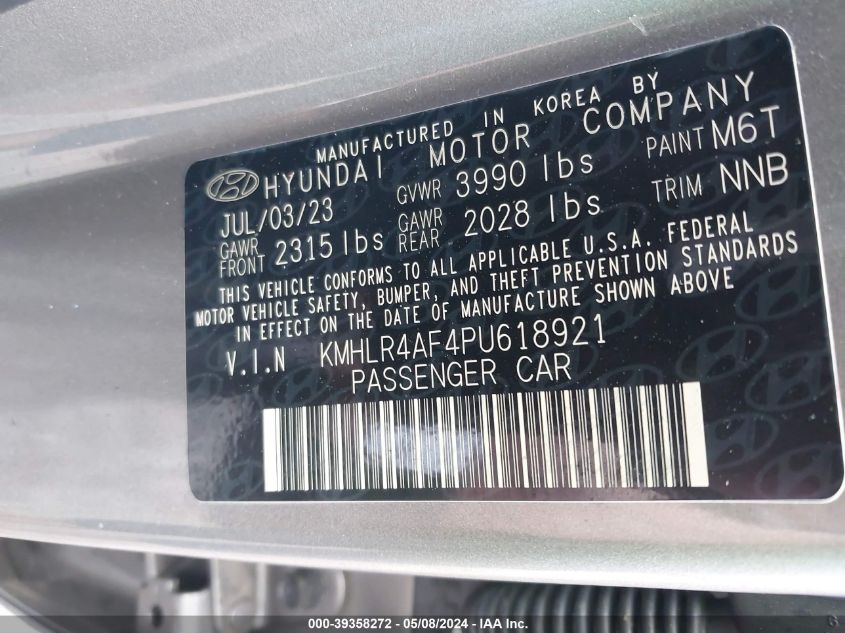 MANUFACTURED IN KOREA BY
HYUNDAI MOTOR COMPANY
JUL/03/23 GVWR 3990 lbs PAINT M6T
GAWR FRONT 2315 lbs GAWR REAR 2028 lbs TRIM NNB
THIS VEHICLE CONFORMS TO ALL APPLICABLE U.S.A. FEDERAL
MOTOR VEHICLE SAFETY, BUMPER, AND THEFT PREVENTION STANDARDS
IN EFFECT ON THE DATE OF MANUFACTURE SHOWN ABOVE
V.I.N KMHLR4AF4PU618921
PASSENGER CAR
000-39358272 - 05/08/2024 - IAA Inc.